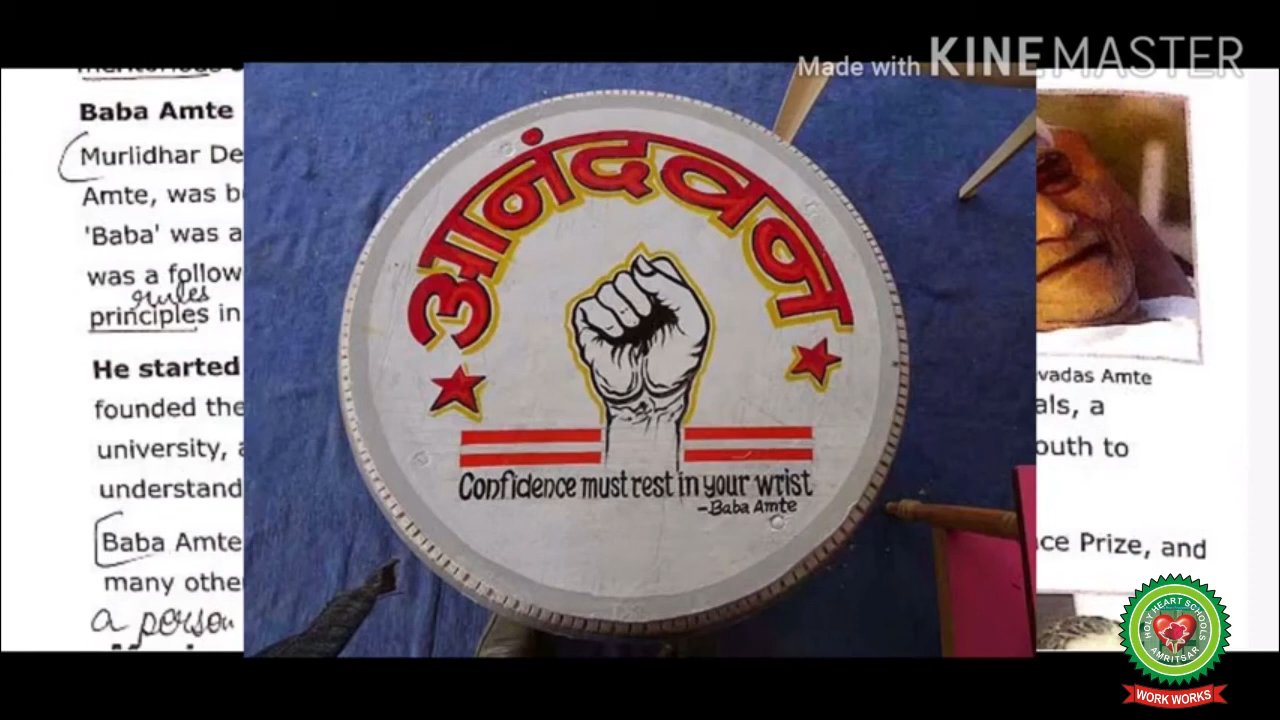 Made with KINEMASTER
Baba Amte
Murlidhar De
Amte, was b
'Baba' was a
was a follow
rules
principles in
He started
founded the
university, a
understand
Baba Amte
many othe
a person
आनंदवन
Confidence must rest in your wrist
-Baba Amte
vadas Amte
als, a
outh to
ce Prize, and
HOLY HEART SCHOOLS
AMRITSAR
WORK WORKS